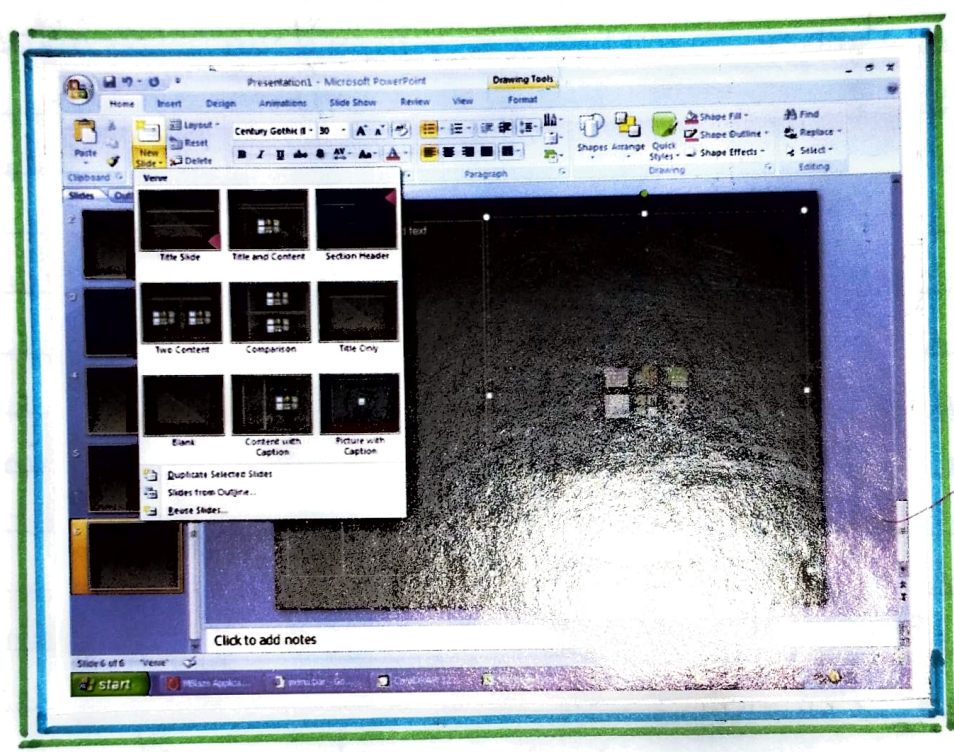 Presentation1 - Microsoft PowerPoint
Drawing Tools
Home Insert Design Animations Slide Show Review View Format
Paste
Clipboard
New Slide
Layout
Reset
Delete
Century Gothic 30
B I U abc S AV Aa A
Paragraph
Shapes Arrange Quick Styles
Shape Fill
Shape Outline
Shape Effects
Drawing
Find
Replace
Select
Editing
Slides
Verve
Title Slide Title and Content Section Header
Two Content Comparison Title Only
Blank Content with Caption Picture with Caption
Duplicate Selected Slides
Slides from Outline...
Reuse Slides...
text
Click to add notes
Slide 6 of 6 "Verve"
start